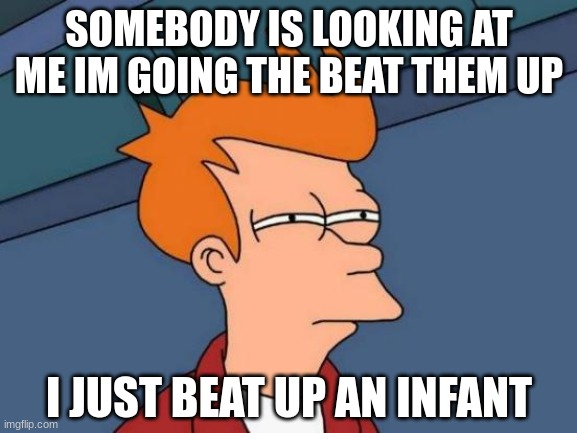 SOMEBODY IS LOOKING AT
ME IM GOING THE BEAT THEM UP
I JUST BEAT UP AN INFANT
imgflip.com